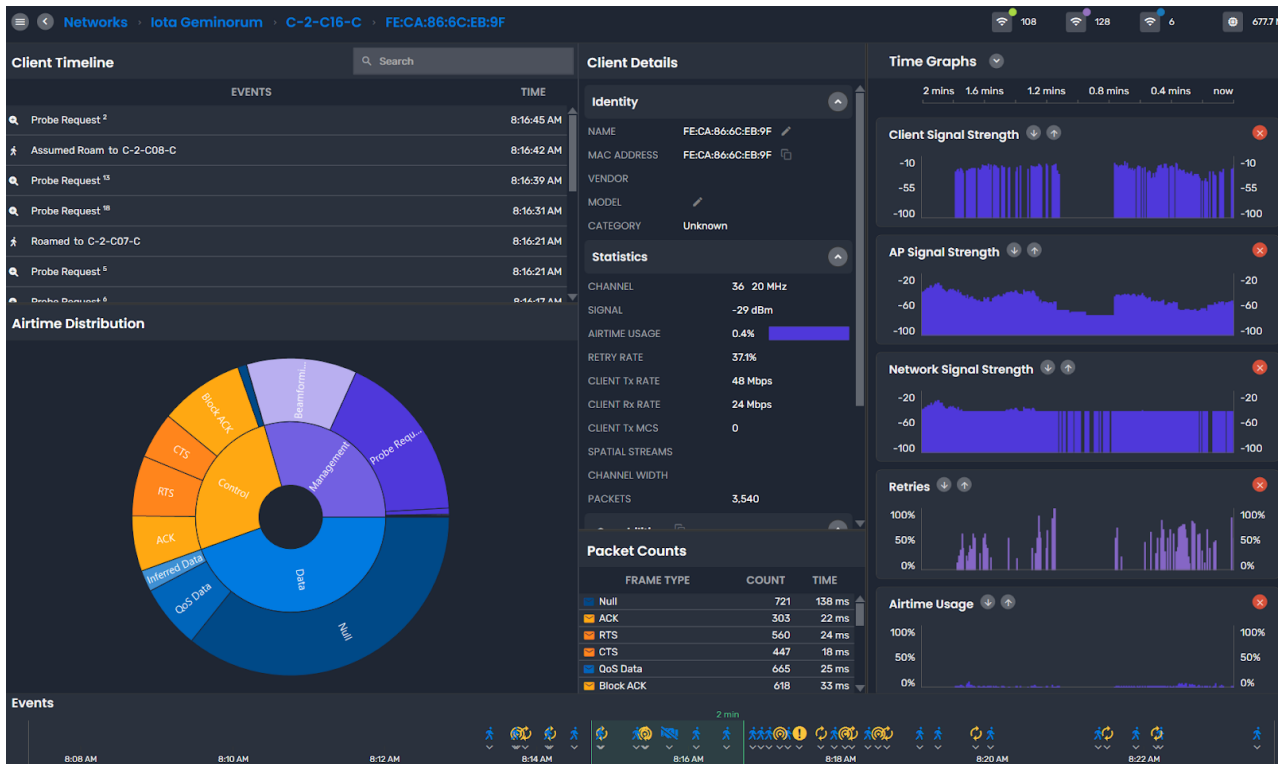 Networks › Iota Geminorum › C-2-C16-C › FE:CA:86:6C:EB:9F
108
128
6
677.7
Client Timeline
Search
EVENTS TIME
Probe Request 2 8:16:45 AM
Assumed Roam to C-2-C08-C 8:16:42 AM
Probe Request 13 8:16:39 AM
Probe Request 18 8:16:31 AM
Roamed to C-2-C07-C 8:16:21 AM
Probe Request 5 8:16:21 AM
Probe Request 6 8:16:17 AM
Airtime Distribution
Beamformi...
Probe Requ...
Management
Block ACK
CTS
RTS
ACK
Control
Inferred Data
QoS Data
Data
Null
Client Details
Identity
NAME FE:CA:86:6C:EB:9F
MAC ADDRESS FE:CA:86:6C:EB:9F
VENDOR
MODEL
CATEGORY Unknown
Statistics
CHANNEL 36 20 MHz
SIGNAL -29 dBm
AIRTIME USAGE 0.4%
RETRY RATE 37.1%
CLIENT Tx RATE 48 Mbps
CLIENT Rx RATE 24 Mbps
CLIENT Tx MCS 0
SPATIAL STREAMS
CHANNEL WIDTH
PACKETS 3,540
Packet Counts
FRAME TYPE COUNT TIME
Null 721 138 ms
ACK 303 22 ms
RTS 560 24 ms
CTS 447 18 ms
QoS Data 665 25 ms
Block ACK 618 33 ms
Time Graphs
2 mins 1.6 mins 1.2 mins 0.8 mins 0.4 mins now
Client Signal Strength
-10 -10
-55 -55
-100 -100
AP Signal Strength
-20 -20
-60 -60
-100 -100
Network Signal Strength
-20 -20
-60 -60
-100 -100
Retries
100% 100%
50% 50%
0% 0%
Airtime Usage
100% 100%
50% 50%
0% 0%
Events
2 min
8:08 AM 8:10 AM 8:12 AM 8:14 AM 8:16 AM 8:18 AM 8:20 AM 8:22 AM